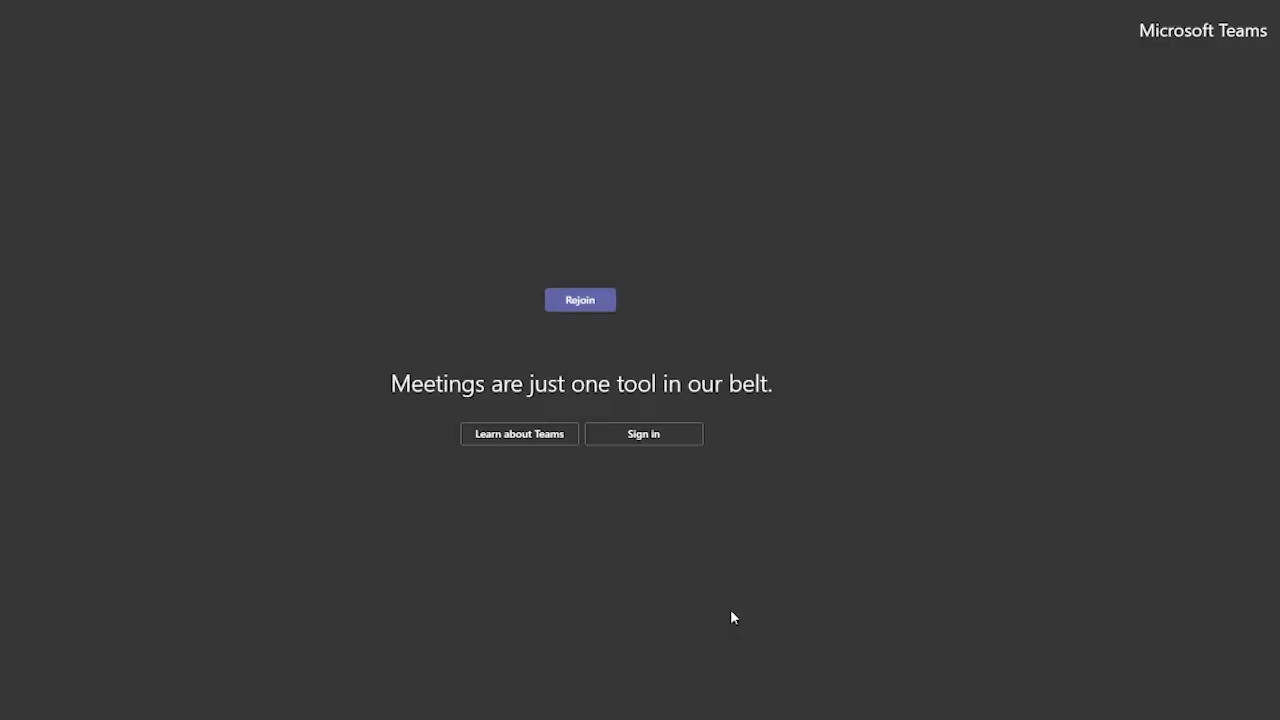 Microsoft Teams
Rejoin
Meetings are just one tool in our belt.
Learn about Teams
Sign in